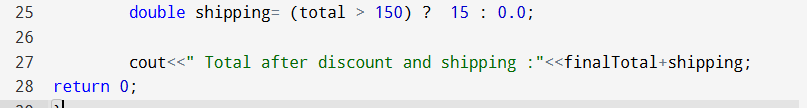 25 double shipping= (total > 150) ? 15 : 0.0;
26
27 cout<<" Total after discount and shipping :"<<finalTotal+shipping;
28 return 0;
}